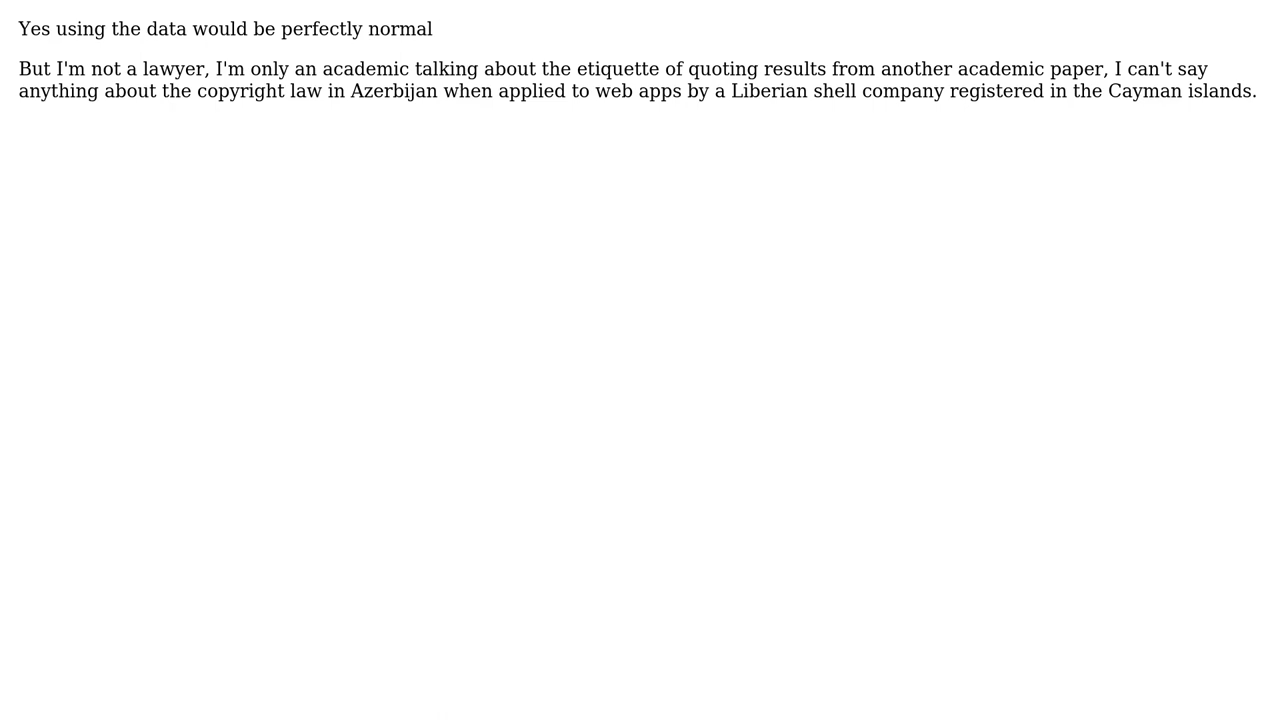 Yes using the data would be perfectly normal
But I'm not a lawyer, I'm only an academic talking about the etiquette of quoting results from another academic paper, I can't say
anything about the copyright law in Azerbijan when applied to web apps by a Liberian shell company registered in the Cayman islands.